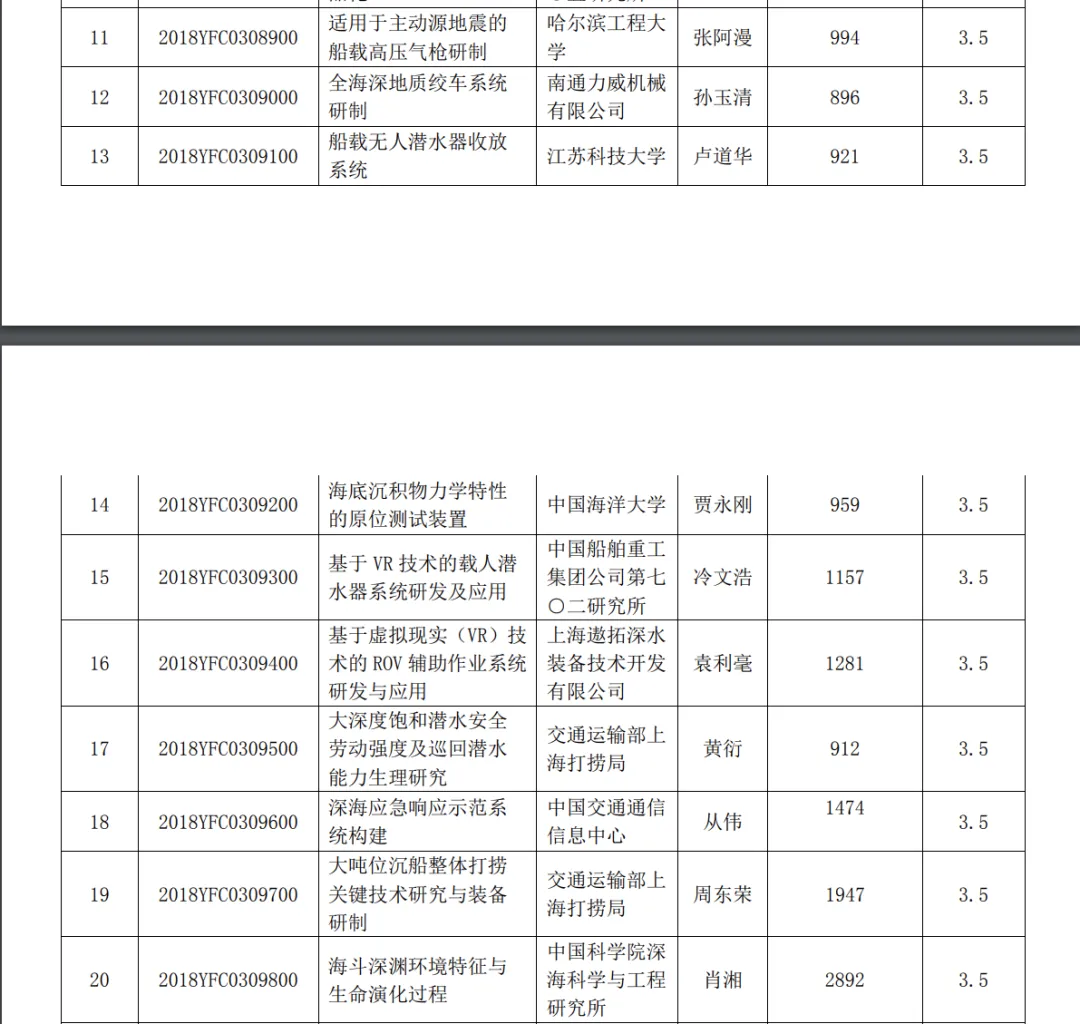 11 2018YFC0308900 适用于主动源地震的 哈尔滨工程大 张阿漫 994 3.5
船载高压气枪研制 学
12 2018YFC0309000 全海深地质绞车系统 南通力威机械 孙玉清 896 3.5
研制 有限公司
13 2018YFC0309100 船载无人潜水器收放 江苏科技大学 卢道华 921 3.5
系统
14 2018YFC0309200 海底沉积物力学特性 中国海洋大学 贾永刚 959 3.5
的原位测试装置
15 2018YFC0309300 基于 VR 技术的载人潜 中国船舶重工 冷文浩 1157 3.5
水器系统研发及应用 集团公司第七
〇二研究所
16 2018YFC0309400 基于虚拟现实（VR）技 上海遨拓深水 袁利毫 1281 3.5
术的 ROV 辅助作业系统 装备技术开发
研发与应用 有限公司
17 2018YFC0309500 大深度饱和潜水安全 交通运输部上 黄衍 912 3.5
劳动强度及巡回潜水 海打捞局
能力生理研究
18 2018YFC0309600 深海应急响应示范系 中国交通通信 从伟 1474 3.5
统构建 信息中心
19 2018YFC0309700 大吨位沉船整体打捞 交通运输部上 周东荣 1947 3.5
关键技术研究与装备 海打捞局
研制
20 2018YFC0309800 海斗深渊环境特征与 中国科学院深 肖湘 2892 3.5
生命演化过程 海科学与工程
研究所